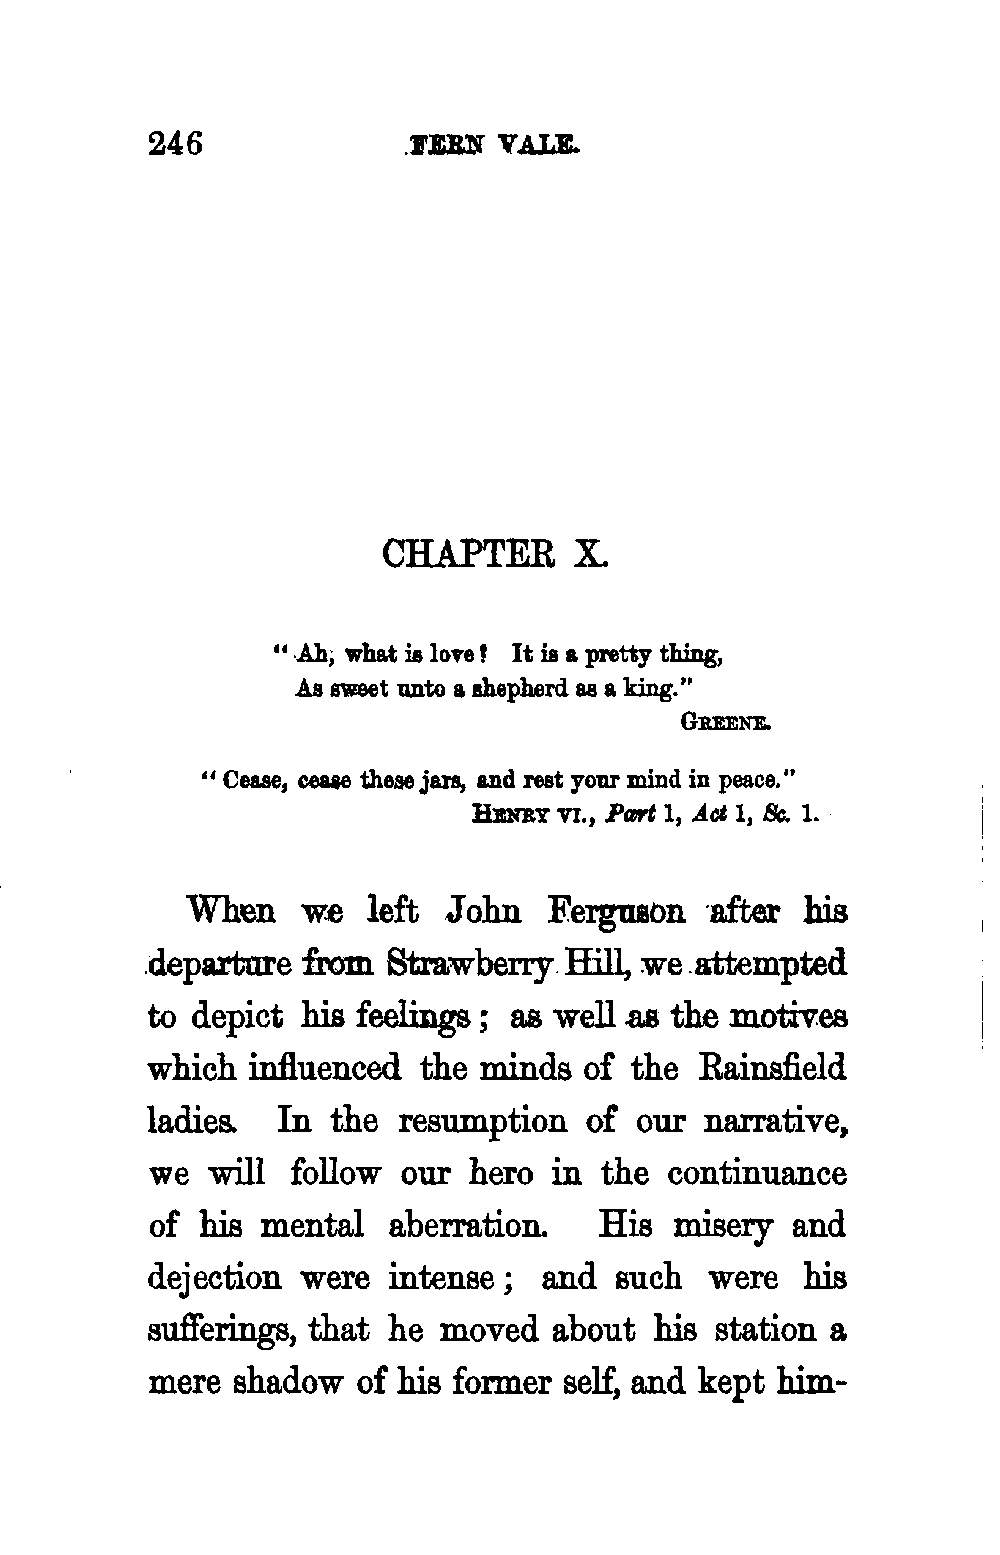 246 FERN VALE.
CHAPTER X.
"Ah, what is love? It is a pretty thing,
As sweet unto a shepherd as a king."
GREENE.
"Cease, cease these jars, and rest your mind in peace."
HENRY VI., Part 1, Act 1, Sc. 1.
When we left John Ferguson after his
departure from Strawberry Hill, we attempted
to depict his feelings; as well as the motives
which influenced the minds of the Rainsfield
ladies. In the resumption of our narrative,
we will follow our hero in the continuance
of his mental aberration. His misery and
dejection were intense; and such were his
sufferings, that he moved about his station a
mere shadow of his former self, and kept him-